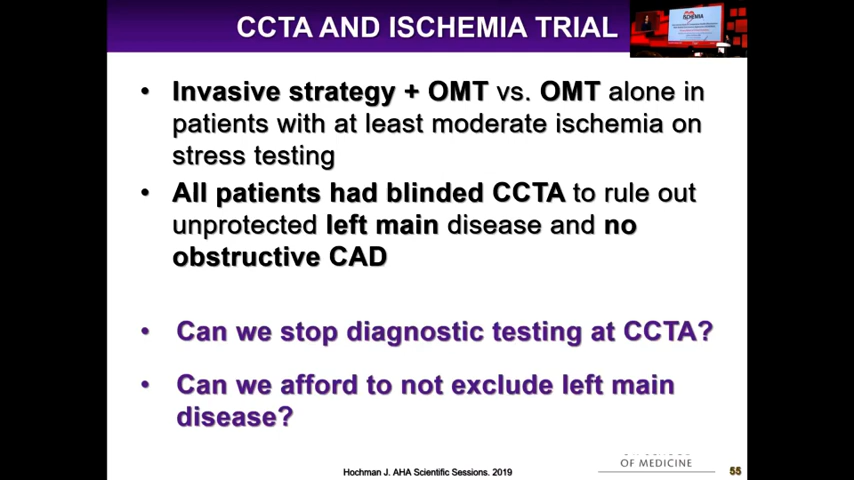 CCTA AND ISCHEMIA TRIAL
ISCHEMIA
• Invasive strategy + OMT vs. OMT alone in
patients with at least moderate ischemia on
stress testing
• All patients had blinded CCTA to rule out
unprotected left main disease and no
obstructive CAD
• Can we stop diagnostic testing at CCTA?
• Can we afford to not exclude left main
disease?
Hochman J. AHA Scientific Sessions. 2019
OF MEDICINE
55